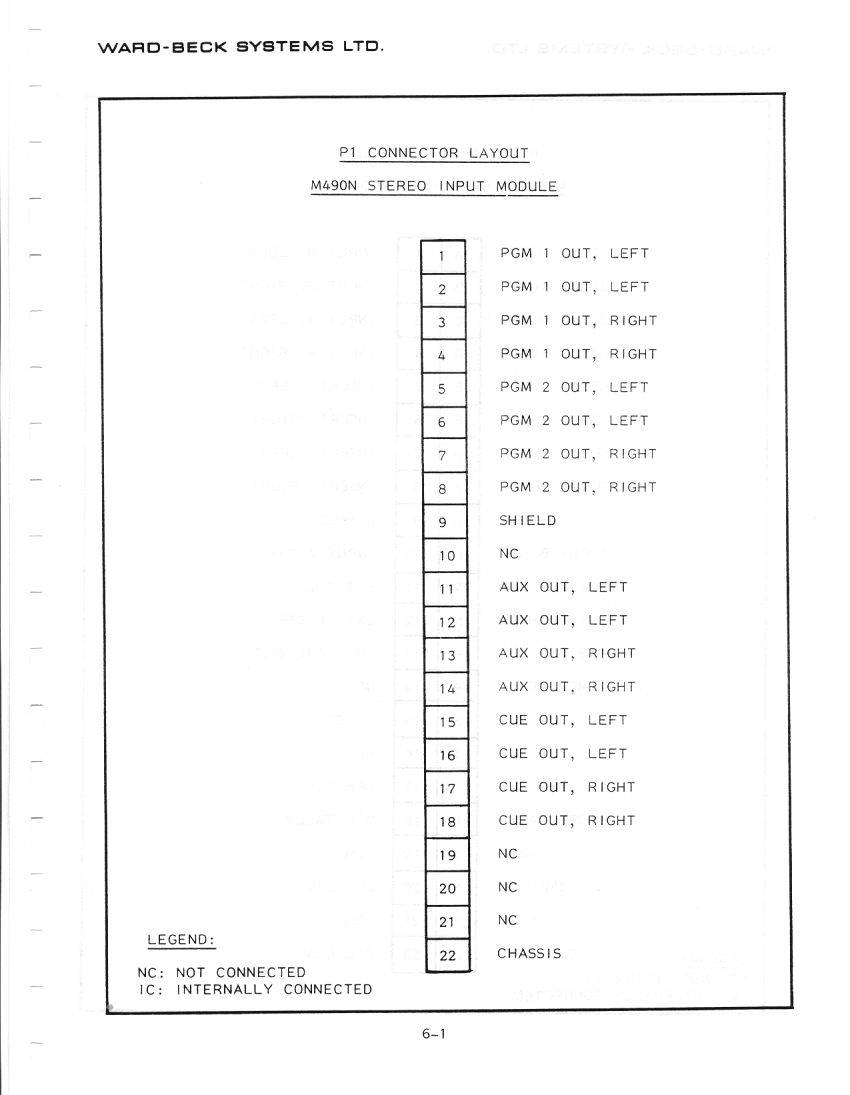 WARD-BECK SYSTEMS LTD.
P1 CONNECTOR LAYOUT
M490N STEREO INPUT MODULE
1 PGM 1 OUT, LEFT
2 PGM 1 OUT, LEFT
3 PGM 1 OUT, RIGHT
4 PGM 1 OUT, RIGHT
5 PGM 2 OUT, LEFT
6 PGM 2 OUT, LEFT
7 PGM 2 OUT, RIGHT
8 PGM 2 OUT, RIGHT
9 SHIELD
10 NC
11 AUX OUT, LEFT
12 AUX OUT, LEFT
13 AUX OUT, RIGHT
14 AUX OUT, RIGHT
15 CUE OUT, LEFT
16 CUE OUT, LEFT
17 CUE OUT, RIGHT
18 CUE OUT, RIGHT
19 NC
20 NC
21 NC
22 CHASSIS
LEGEND:
NC: NOT CONNECTED
IC: INTERNALLY CONNECTED
6-1